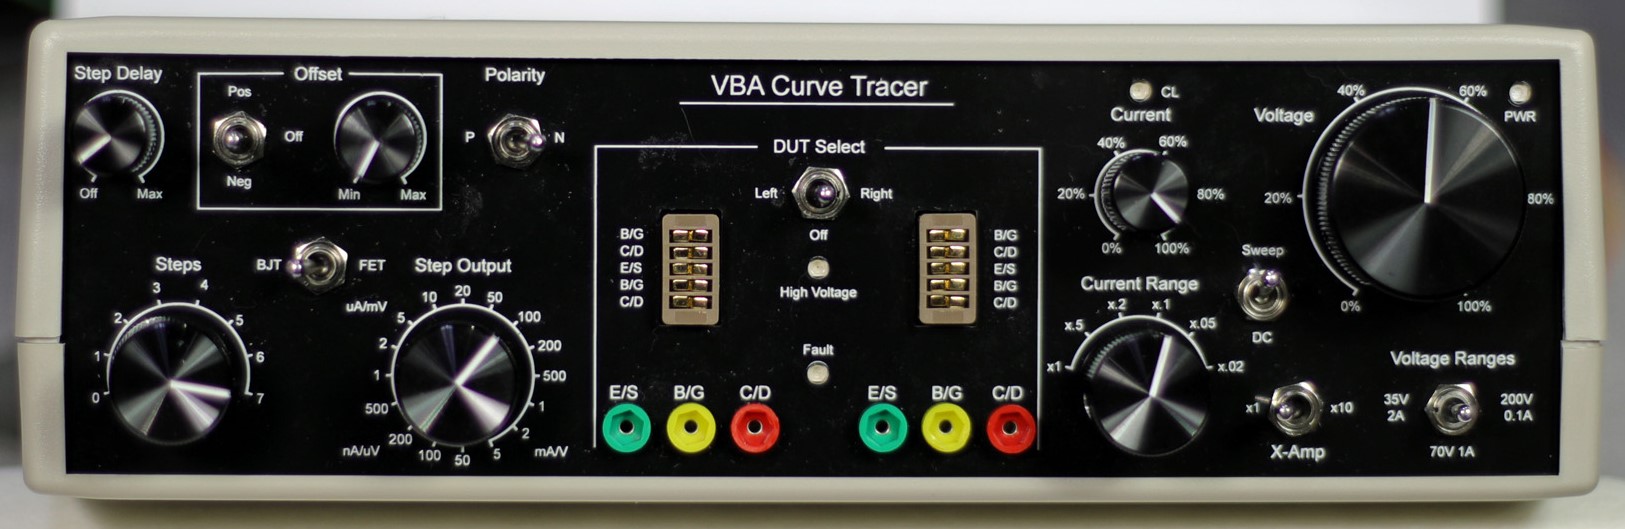 Step Delay
Off
Max
Offset
Pos
Off
Neg
Min
Max
Polarity
P
N
VBA Curve Tracer
DUT Select
Left
Right
Off
High Voltage
Fault
B/G
C/D
E/S
B/G
C/D
B/G
C/D
E/S
B/G
C/D
E/S
B/G
C/D
E/S
B/G
C/D
Steps
0
1
2
3
4
5
6
7
BJT
FET
Step Output
uA/mV
1
2
5
10
20
50
100
200
500
1
2
5
mA/V
50
100
200
500
nA/uV
CL
Current
0%
20%
40%
60%
80%
100%
Current Range
x1
x.5
x.2
x.1
x.05
x.02
Voltage
0%
20%
40%
60%
80%
100%
PWR
Sweep
DC
x1
x10
X-Amp
Voltage Ranges
35V
2A
200V
0.1A
70V 1A